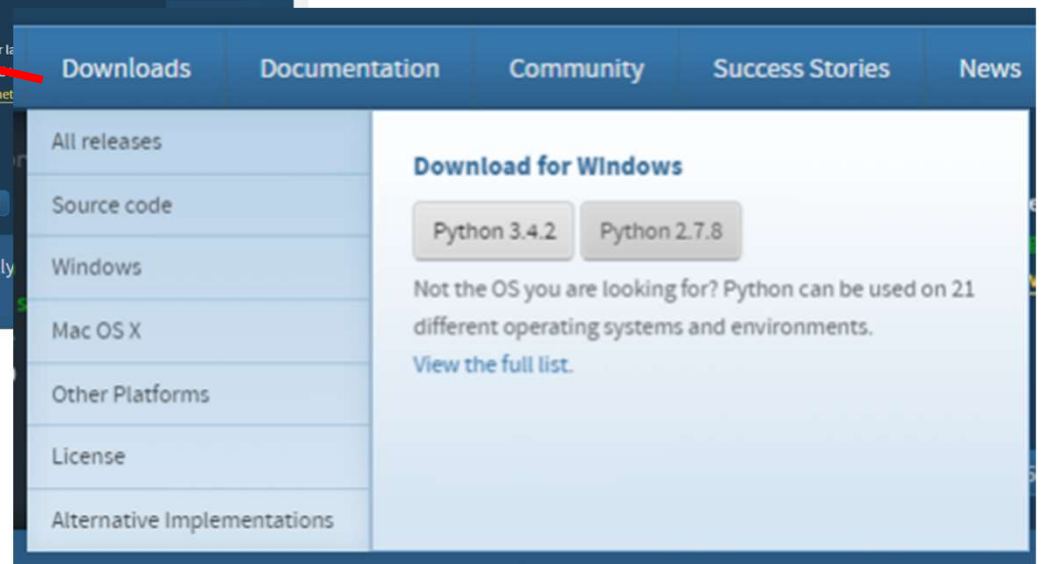 Downloads Documentation Community Success Stories News
All releases
Source code
Windows
Mac OS X
Other Platforms
License
Alternative Implementations
Download for Windows
Python 3.4.2 Python 2.7.8
Not the OS you are looking for? Python can be used on 21
different operating systems and environments.
View the full list.